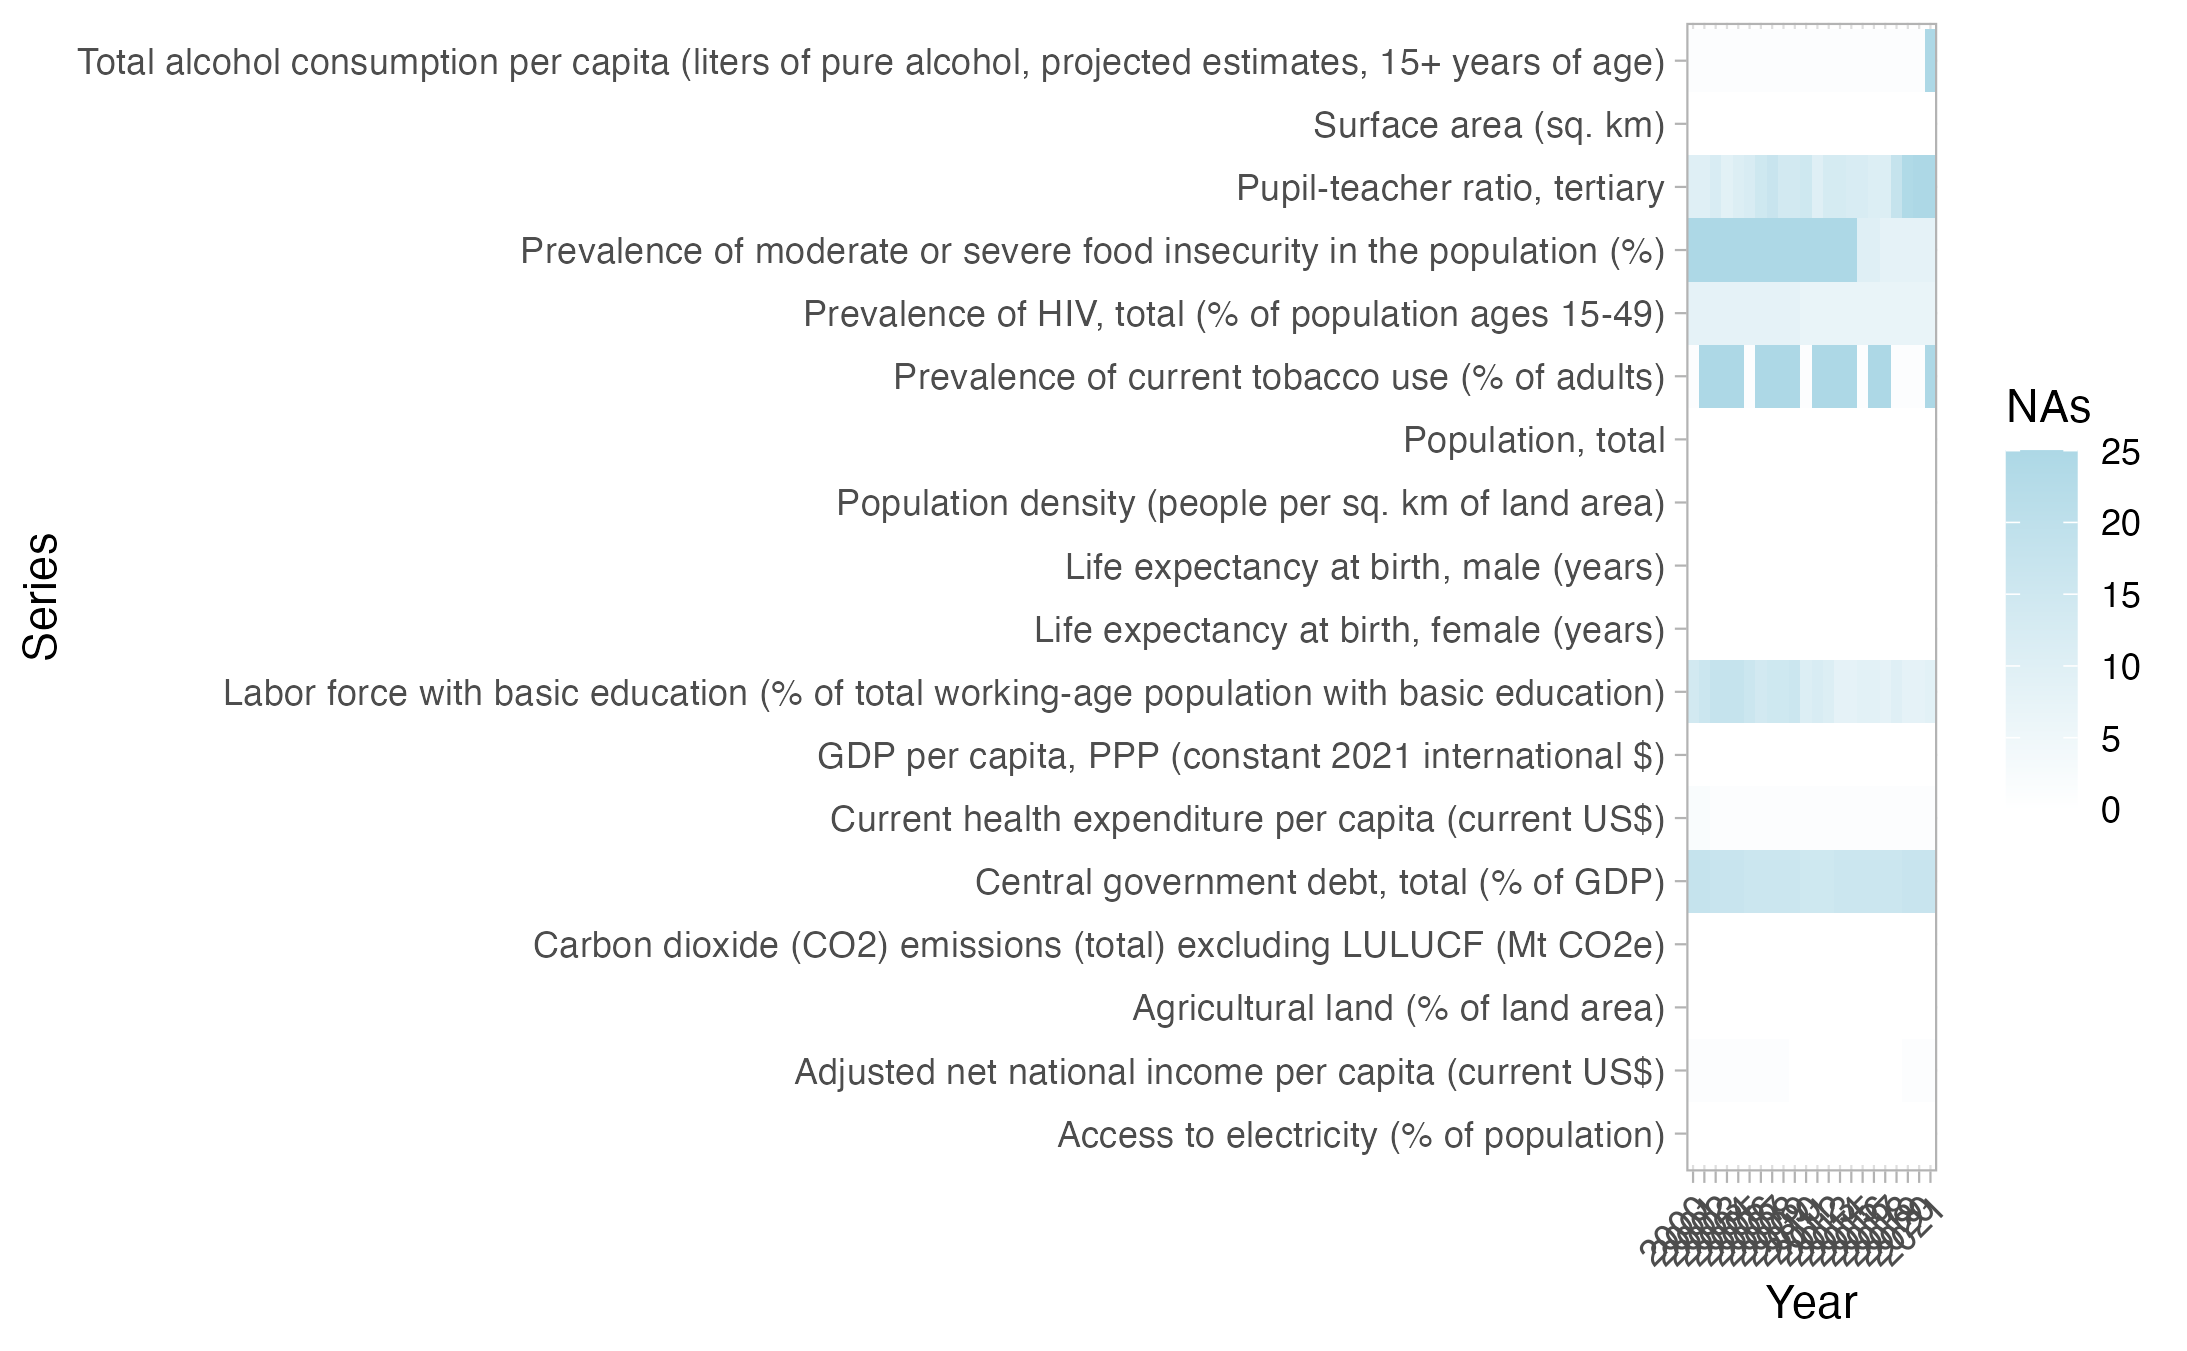 Total alcohol consumption per capita (liters of pure alcohol, projected estimates, 15+ years of age)
Surface area (sq. km)
Pupil-teacher ratio, tertiary
Prevalence of moderate or severe food insecurity in the population (%)
Prevalence of HIV, total (% of population ages 15-49)
Prevalence of current tobacco use (% of adults)
Population, total
Population density (people per sq. km of land area)
Life expectancy at birth, male (years)
Life expectancy at birth, female (years)
Labor force with basic education (% of total working-age population with basic education)
GDP per capita, PPP (constant 2021 international $)
Current health expenditure per capita (current US$)
Central government debt, total (% of GDP)
Carbon dioxide (CO2) emissions (total) excluding LULUCF (Mt CO2e)
Agricultural land (% of land area)
Adjusted net national income per capita (current US$)
Access to electricity (% of population)
Series
Year
NAs
25
20
15
10
5
0